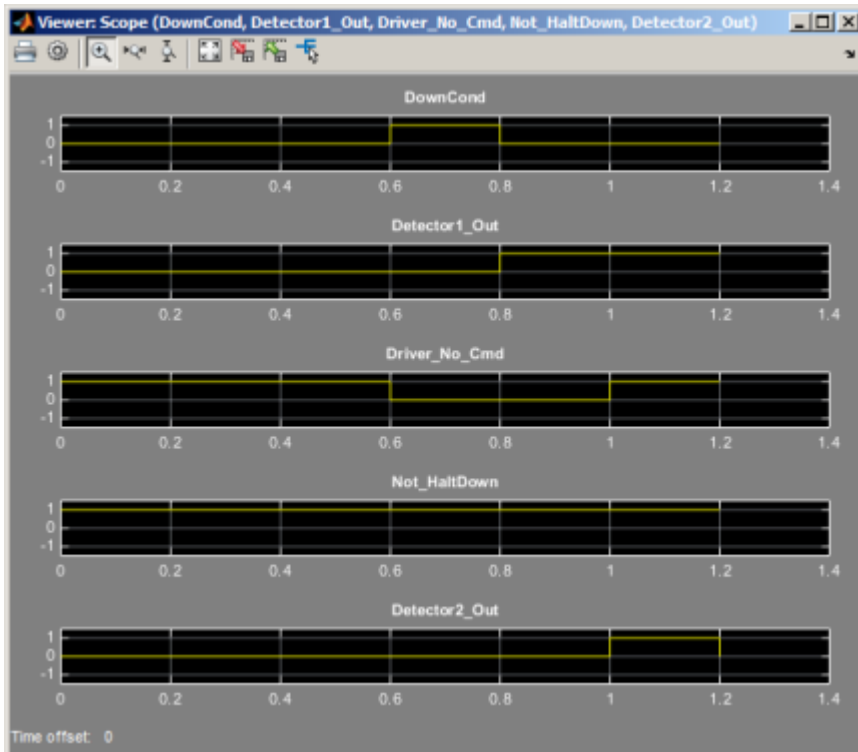 Viewer: Scope (DownCond, Detector1_Out, Driver_No_Cmd, Not_HaltDown, Detector2_Out)
DownCond
1
0
-1
0 0.2 0.4 0.6 0.8 1 1.2 1.4
Detector1_Out
1
0
-1
0 0.2 0.4 0.6 0.8 1 1.2 1.4
Driver_No_Cmd
1
0
-1
0 0.2 0.4 0.6 0.8 1 1.2 1.4
Not_HaltDown
1
0
-1
0 0.2 0.4 0.6 0.8 1 1.2 1.4
Detector2_Out
1
0
-1
0 0.2 0.4 0.6 0.8 1 1.2 1.4
Time offset: 0